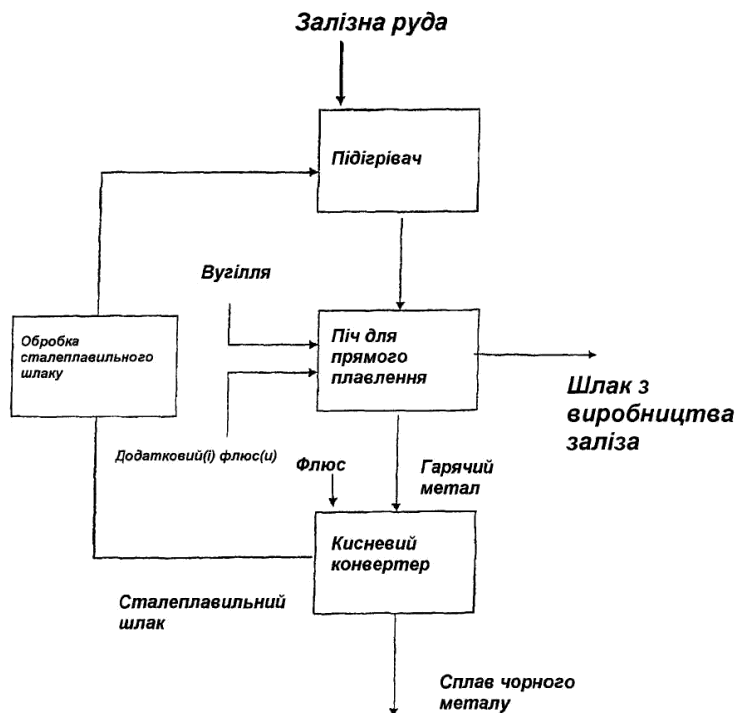 Залізна руда
Підігрівач
Вугілля
Обробка
сталеплавильного
шлаку
Піч для
прямого
плавлення
Шлак з
виробництва
заліза
Додатковий(і) флюс(и)
Флюс
Гарячий
метал
Кисневий
конвертер
Сталеплавильний
шлак
Сплав чорного
металу